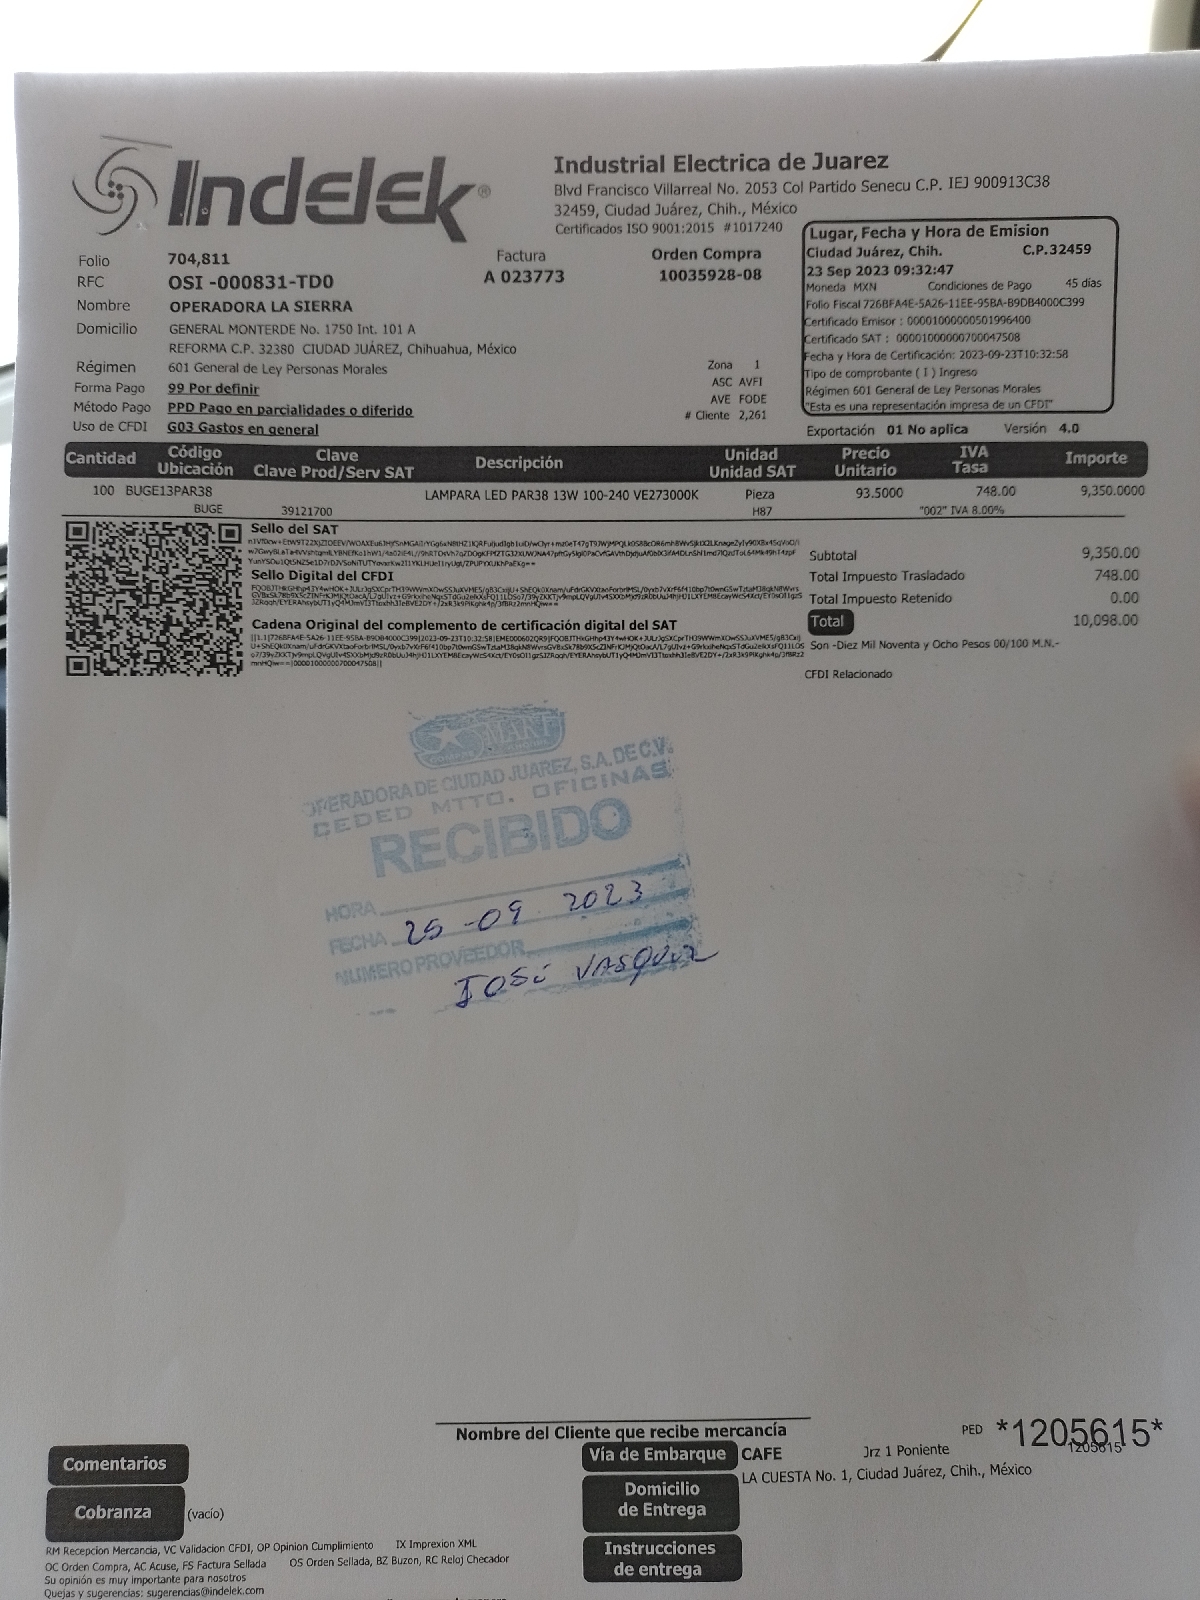 Indelek®
Industrial Electrica de Juarez
Blvd Francisco Villarreal No. 2053 Col Partido Senecu C.P. IEJ 900913C38
32459, Ciudad Juárez, Chih., México
Certificados ISO 9001:2015 #1017240
Lugar, Fecha y Hora de Emision
Ciudad Juárez, Chih. C.P.32459
23 Sep 2023 09:32:47
Moneda MXN Condiciones de Pago 45 dias
Folio Fiscal 726BFA4E-5A26-11EE-95BA-B9DB4000C399
Certificado Emisor : 00001000000501996400
Certificado SAT : 00001000000700047508
Fecha y Hora de Certificación: 2023-09-23T10:32:58
Tipo de comprobante ( I ) Ingreso
Régimen 601 General de Ley Personas Morales
"Esta es una representación impresa de un CFDI"
Folio 704,811 Factura Orden Compra
RFC OSI -000831-TD0 A 023773 10035928-08
Nombre OPERADORA LA SIERRA
Domicilio GENERAL MONTERDE No. 1750 Int. 101 A
REFORMA C.P. 32380 CIUDAD JUÁREZ, Chihuahua, México
Régimen 601 General de Ley Personas Morales
Forma Pago 99 Por definir
Método Pago PPD Pago en parcialidades o diferido
Uso de CFDI G03 Gastos en general
Zona 1
ASC AVFI
AVE FODE
# Cliente 2,261
Exportación 01 No aplica Versión 4.0
Cantidad Código Ubicación Clave Clave Prod/Serv SAT Descripción Unidad Unidad SAT Precio Unitario IVA Tasa Importe
100 BUGE13PAR38 LAMPARA LED PAR38 13W 100-240 VE273000K Pieza 93.5000 748.00 9,350.0000
BUGE 39121700 H87 "002" IVA 8.00%
Sello del SAT
Sello Digital del CFDI
Cadena Original del complemento de certificación digital del SAT
Subtotal 9,350.00
Total Impuesto Trasladado 748.00
Total Impuesto Retenido 0.00
Total 10,098.00
Son -Diez Mil Noventa y Ocho Pesos 00/100 M.N.-
CFDI Relacionado
MART
OPERADORA DE CIUDAD JUAREZ, S.A. DE C.V.
CEDED MTTO. OFICINAS
RECIBIDO
HORA
FECHA 25-09 2023
NUMERO PROVEEDOR
JOSÉ VASQUEZ
Nombre del Cliente que recibe mercancía
PED *1205615*
1205615
Comentarios
Cobranza (vacío)
Vía de Embarque CAFE Jrz 1 Poniente
Domicilio de Entrega LA CUESTA No. 1, Ciudad Juárez, Chih., México
Instrucciones de entrega
RM Recepcion Mercancia, VC Validacion CFDI, OP Opinion Cumplimiento IX Imprexion XML
OC Orden Compra, AC Acuse, FS Factura Sellada OS Orden Sellada, BZ Buzon, RC Reloj Checador
Su opinión es muy importante para nosotros
Quejas y sugerencias: sugerencias@indelek.com